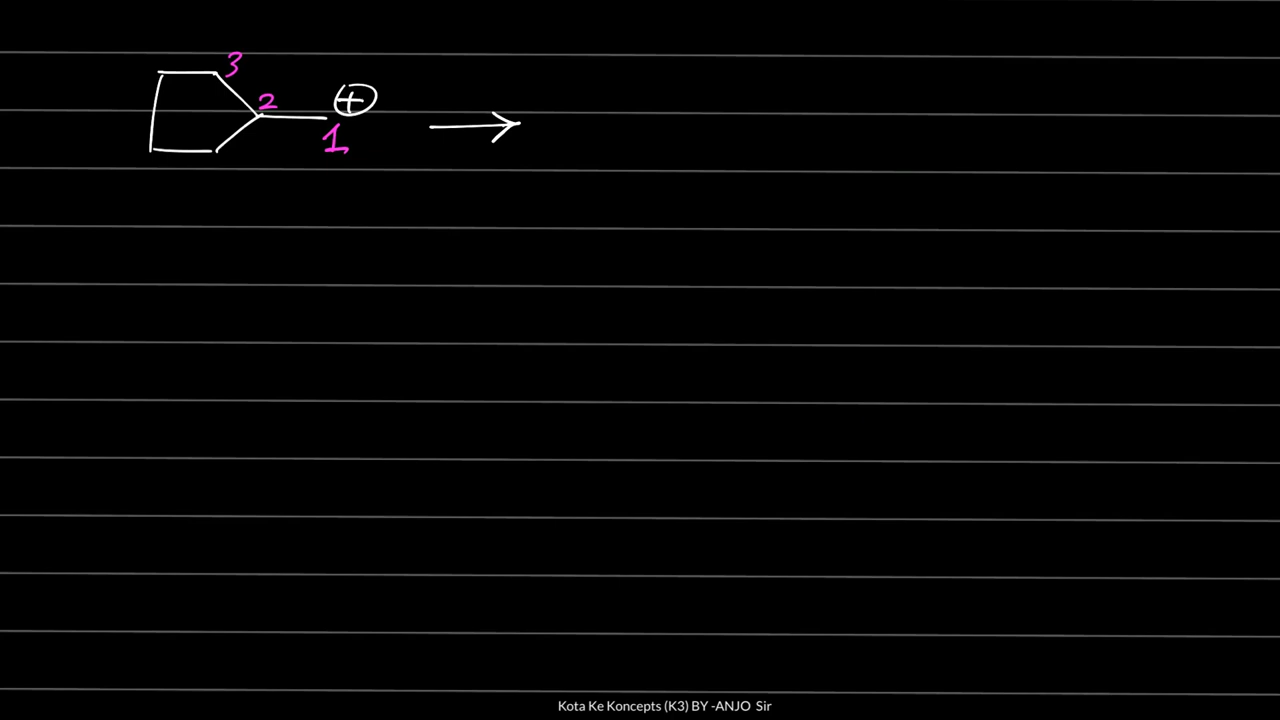 3
2
⊕
1
Kota Ke Koncepts (K3) BY -ANJO Sir